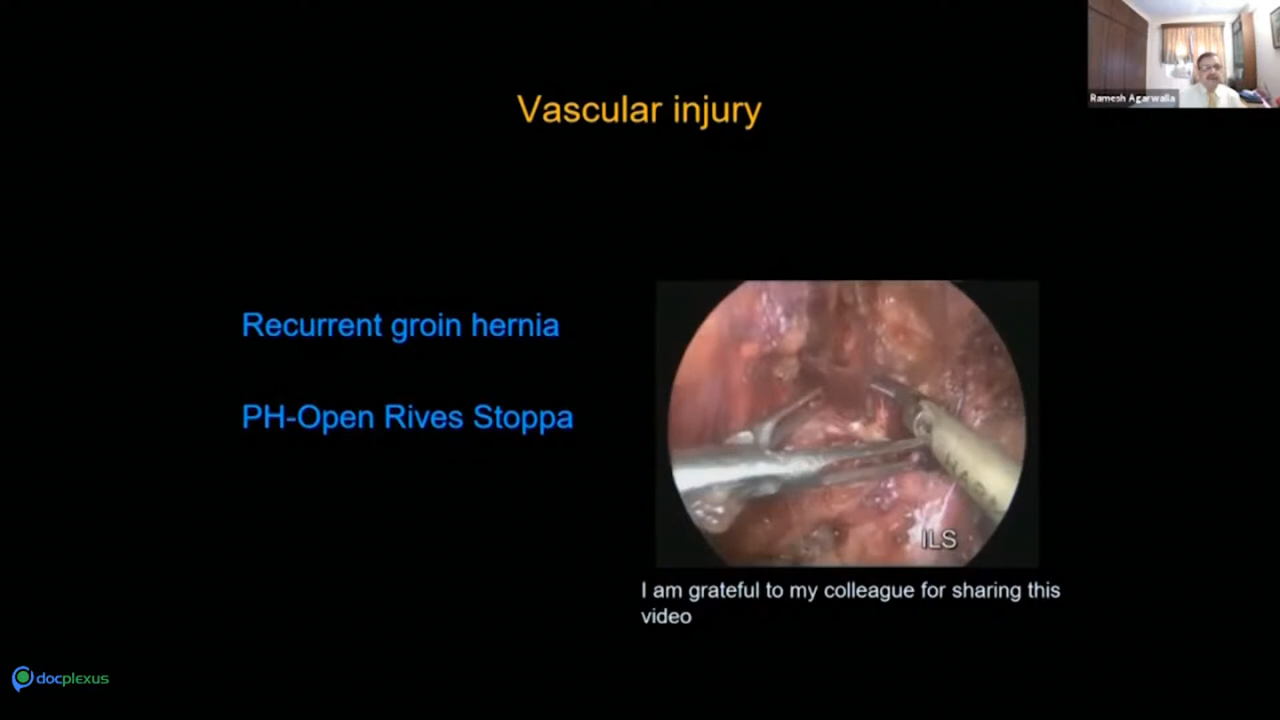 Ramesh Agarwalla
Vascular injury
Recurrent groin hernia
PH-Open Rives Stoppa
ILS
I am grateful to my colleague for sharing this
video
docplexus